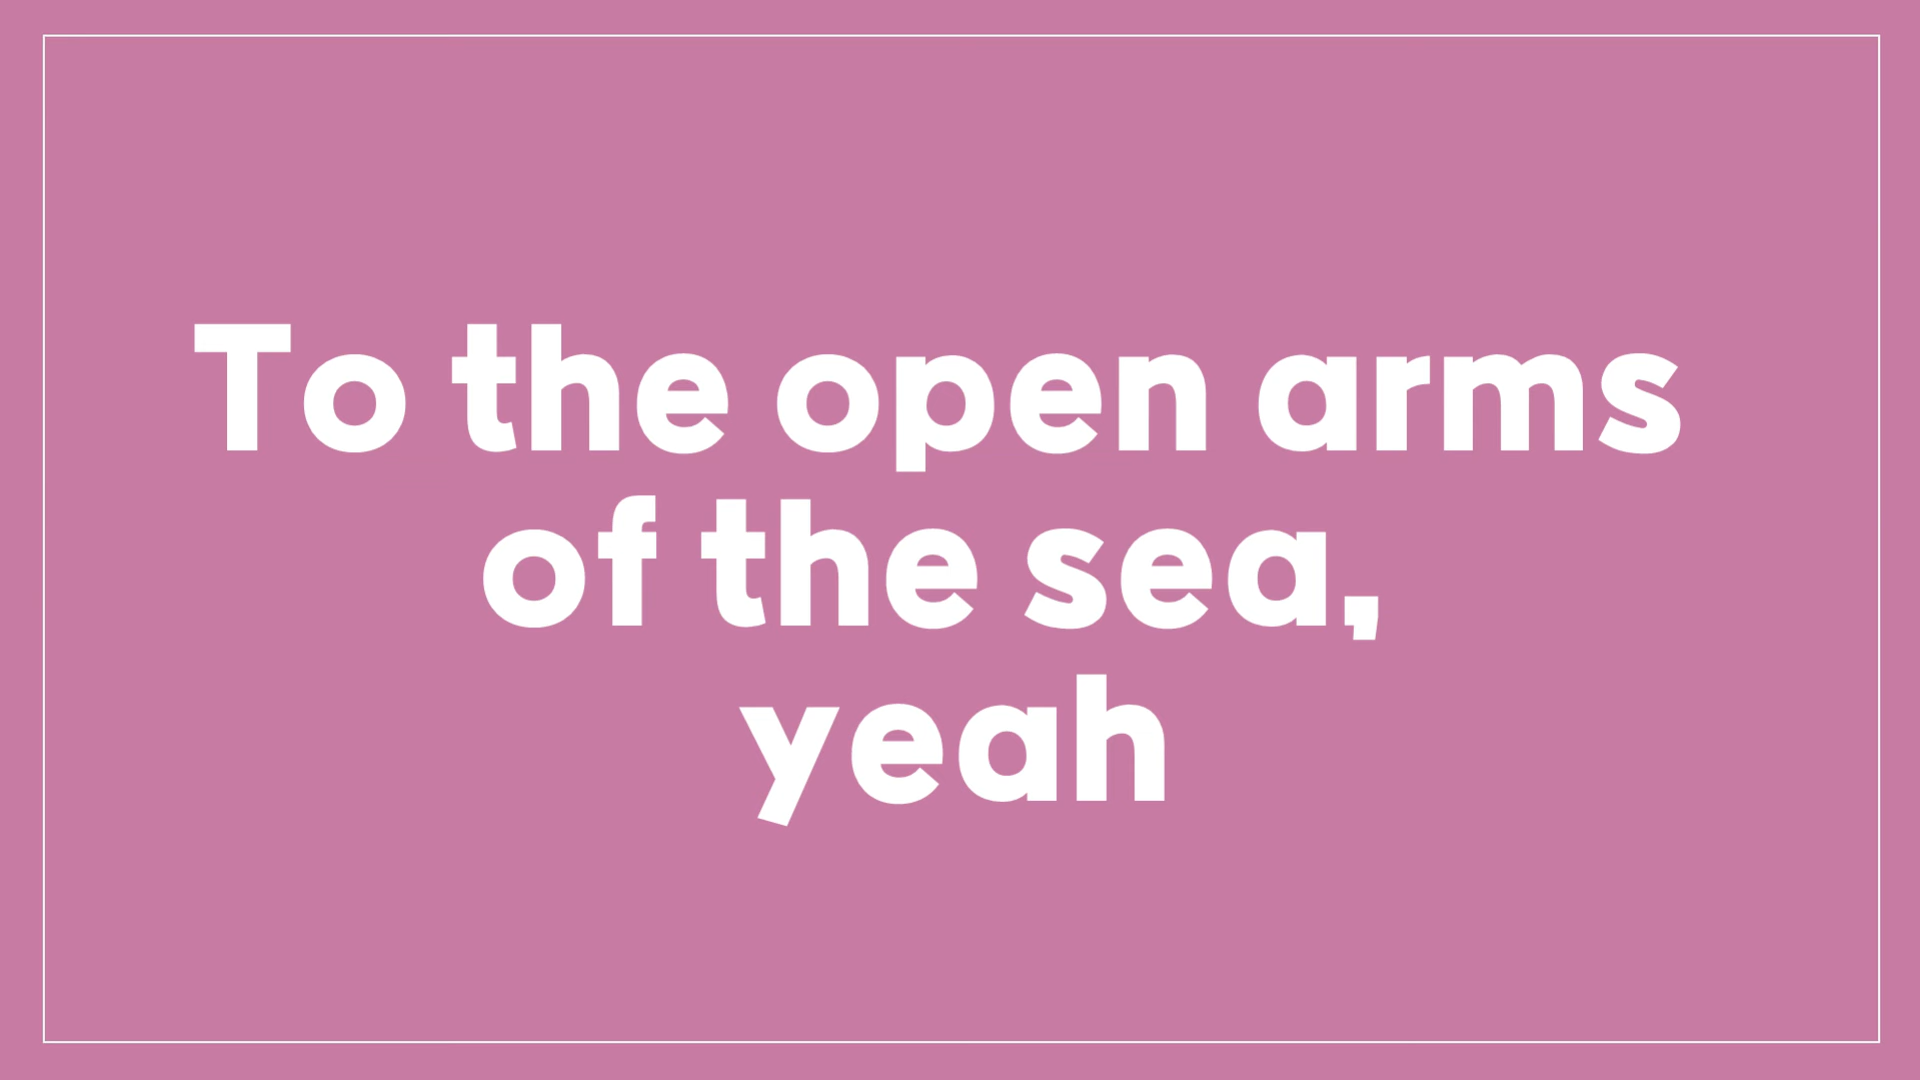 To the open arms
of the sea,
yeah